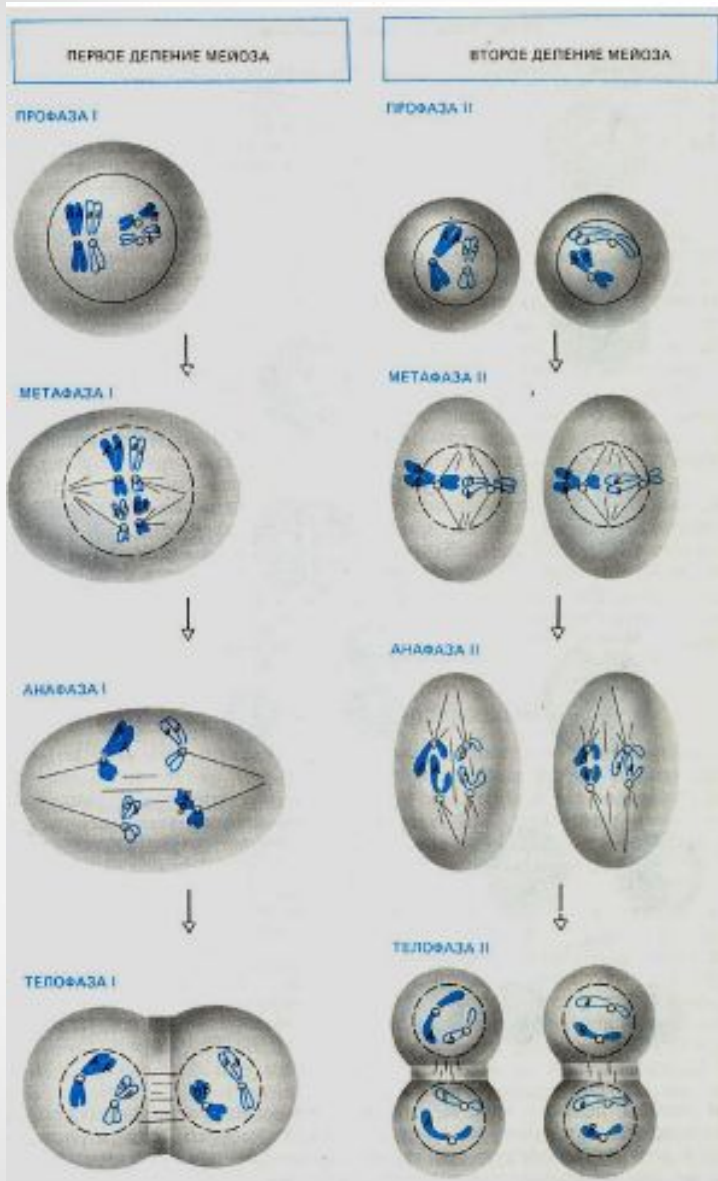 ПЕРВОЕ ДЕЛЕНИЕ МЕЙОЗА
ПРОФАЗА I
МЕТАФАЗА I
АНАФАЗА I
ТЕЛОФАЗА I
ВТОРОЕ ДЕЛЕНИЕ МЕЙОЗА
ПРОФАЗА II
МЕТАФАЗА II
АНАФАЗА II
ТЕЛОФАЗА II